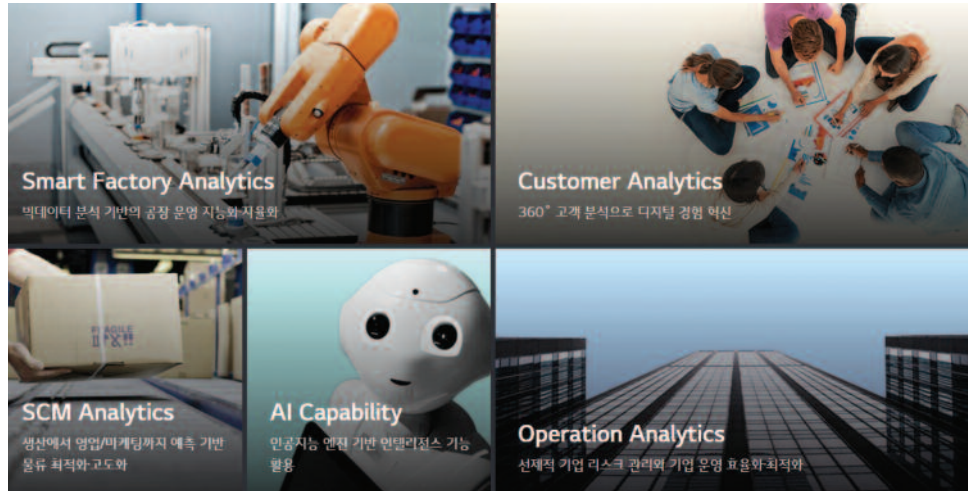 Smart Factory Analytics
빅데이터 분석 기반의 공장 운영 지능화·자율화
Customer Analytics
360˚ 고객 분석으로 디지털 경험 혁신
FRAGILE
SCM Analytics
생산에서 영업/마케팅까지 예측 기반
물류 최적화·고도화
AI Capability
인공지능 엔진 기반 인텔리전스 기능
활용
Operation Analytics
선제적 기업 리스크 관리와 기업 운영 효율화·최적화